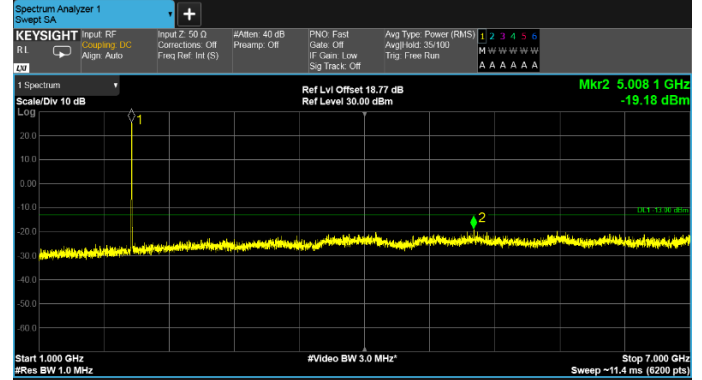 Spectrum Analyzer 1
Swept SA
+
KEYSIGHT Input: RF Input Z: 50 Ω #Atten: 40 dB PNO: Fast Avg Type: Power (RMS) 1 2 3 4 5 6
RL Coupling: DC Corrections: Off Preamp: Off Gate: Off Avg|Hold: 35/100 M W W W W W
Align: Auto Freq Ref: Int (S) IF Gain: Low Trig: Free Run
LXI Sig Track: Off A A A A A A
1 Spectrum Ref Lvl Offset 18.77 dB Mkr2 5.008 1 GHz
Scale/Div 10 dB Ref Level 30.00 dBm -19.18 dBm
Log
1
20.0
10.0
0.00
-10.0
DL1 -13.00 dBm
2
-20.0
-30.0
-40.0
-50.0
-60.0
Start 1.000 GHz #Video BW 3.0 MHz* Stop 7.000 GHz
#Res BW 1.0 MHz Sweep ~11.4 ms (6200 pts)